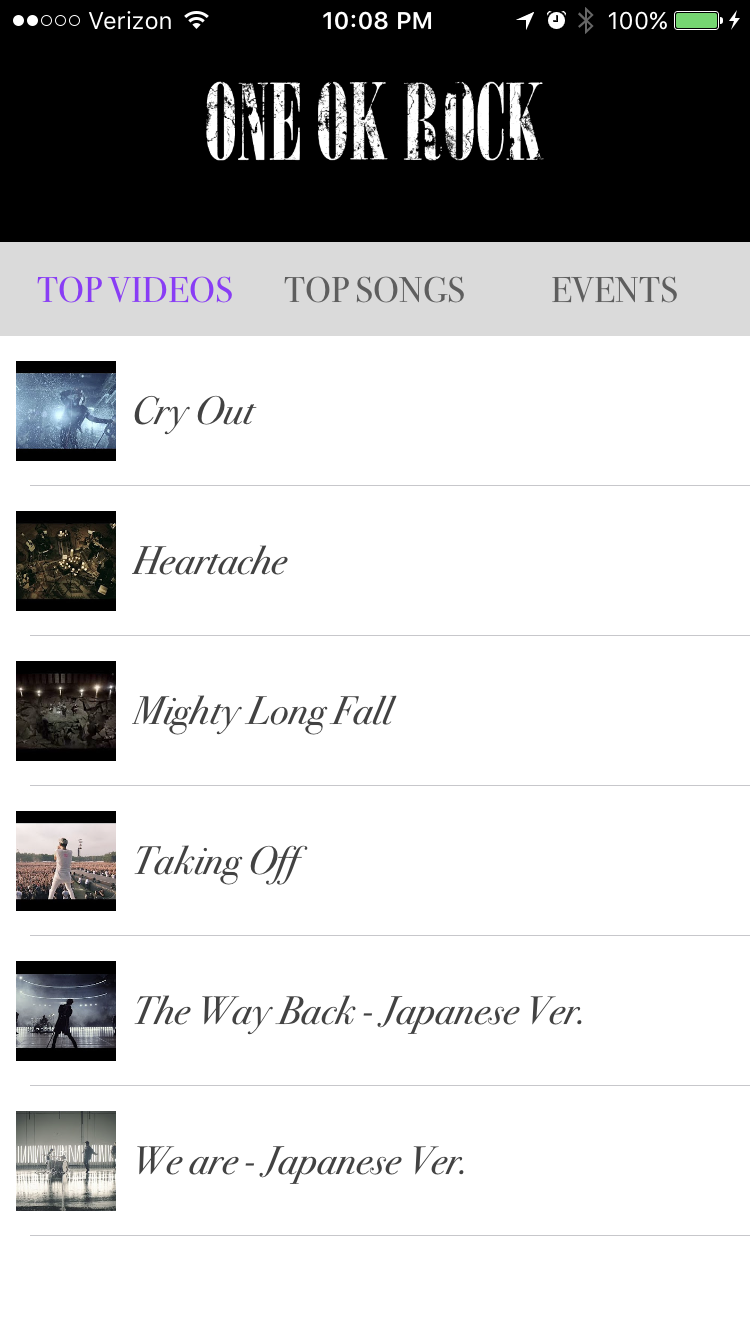 Verizon 10:08 PM 100%
ONE OK ROCK
TOP VIDEOS TOP SONGS EVENTS
Cry Out
Heartache
Mighty Long Fall
Taking Off
The Way Back - Japanese Ver.
We are - Japanese Ver.